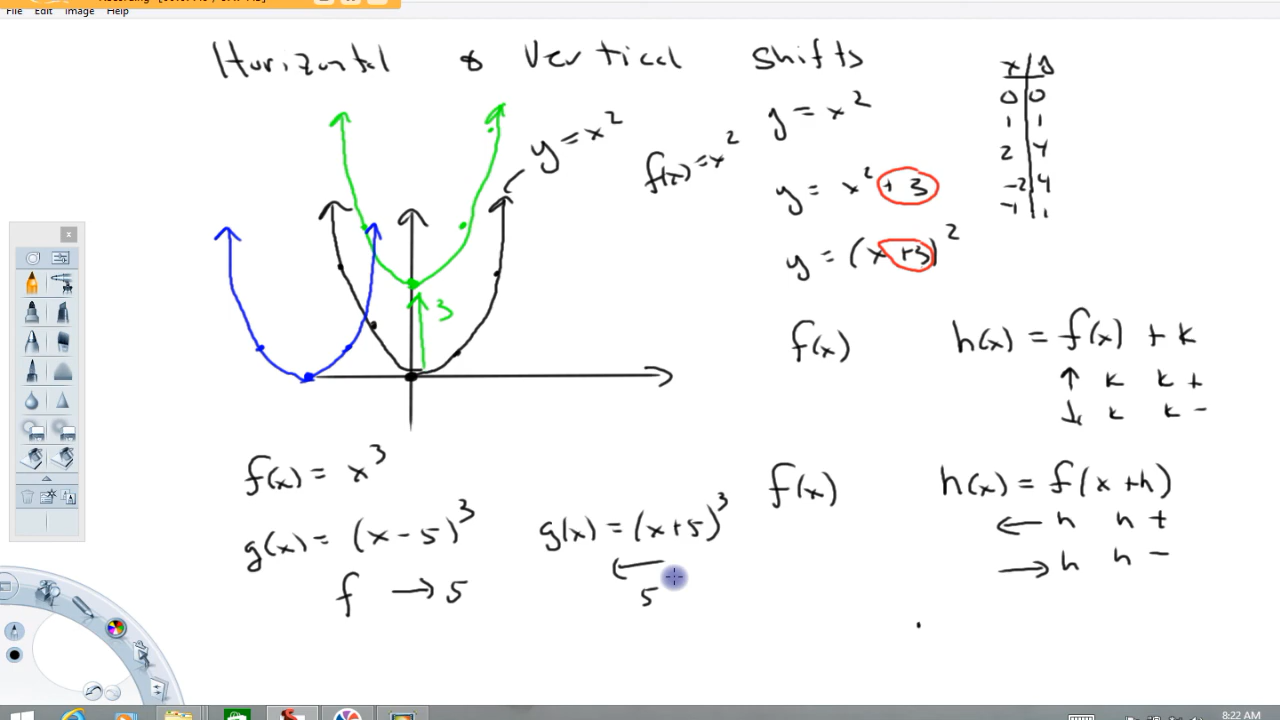 File Edit Image Help
Horizontal & Vertical Shifts
x | y
0 | 0
1 | 1
2 | 4
-2 | 4
-1 | 1
y = x²
f(x) = x²
y = x²
y = x² + 3
y = (x + 3)²
3
f(x)
h(x) = f(x) + k
↑ k k +
↓ k k -
f(x) = x³
g(x) = (x - 5)³
f → 5
g(x) = (x + 5)³
← 5
f(x)
h(x) = f(x + h)
← h h +
→ h h -
8:22 AM